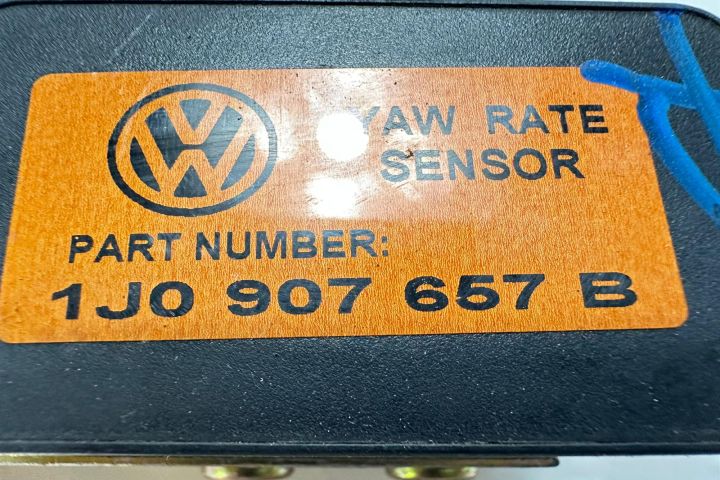 YAW RATE
SENSOR
PART NUMBER:
1J0 907 657 B